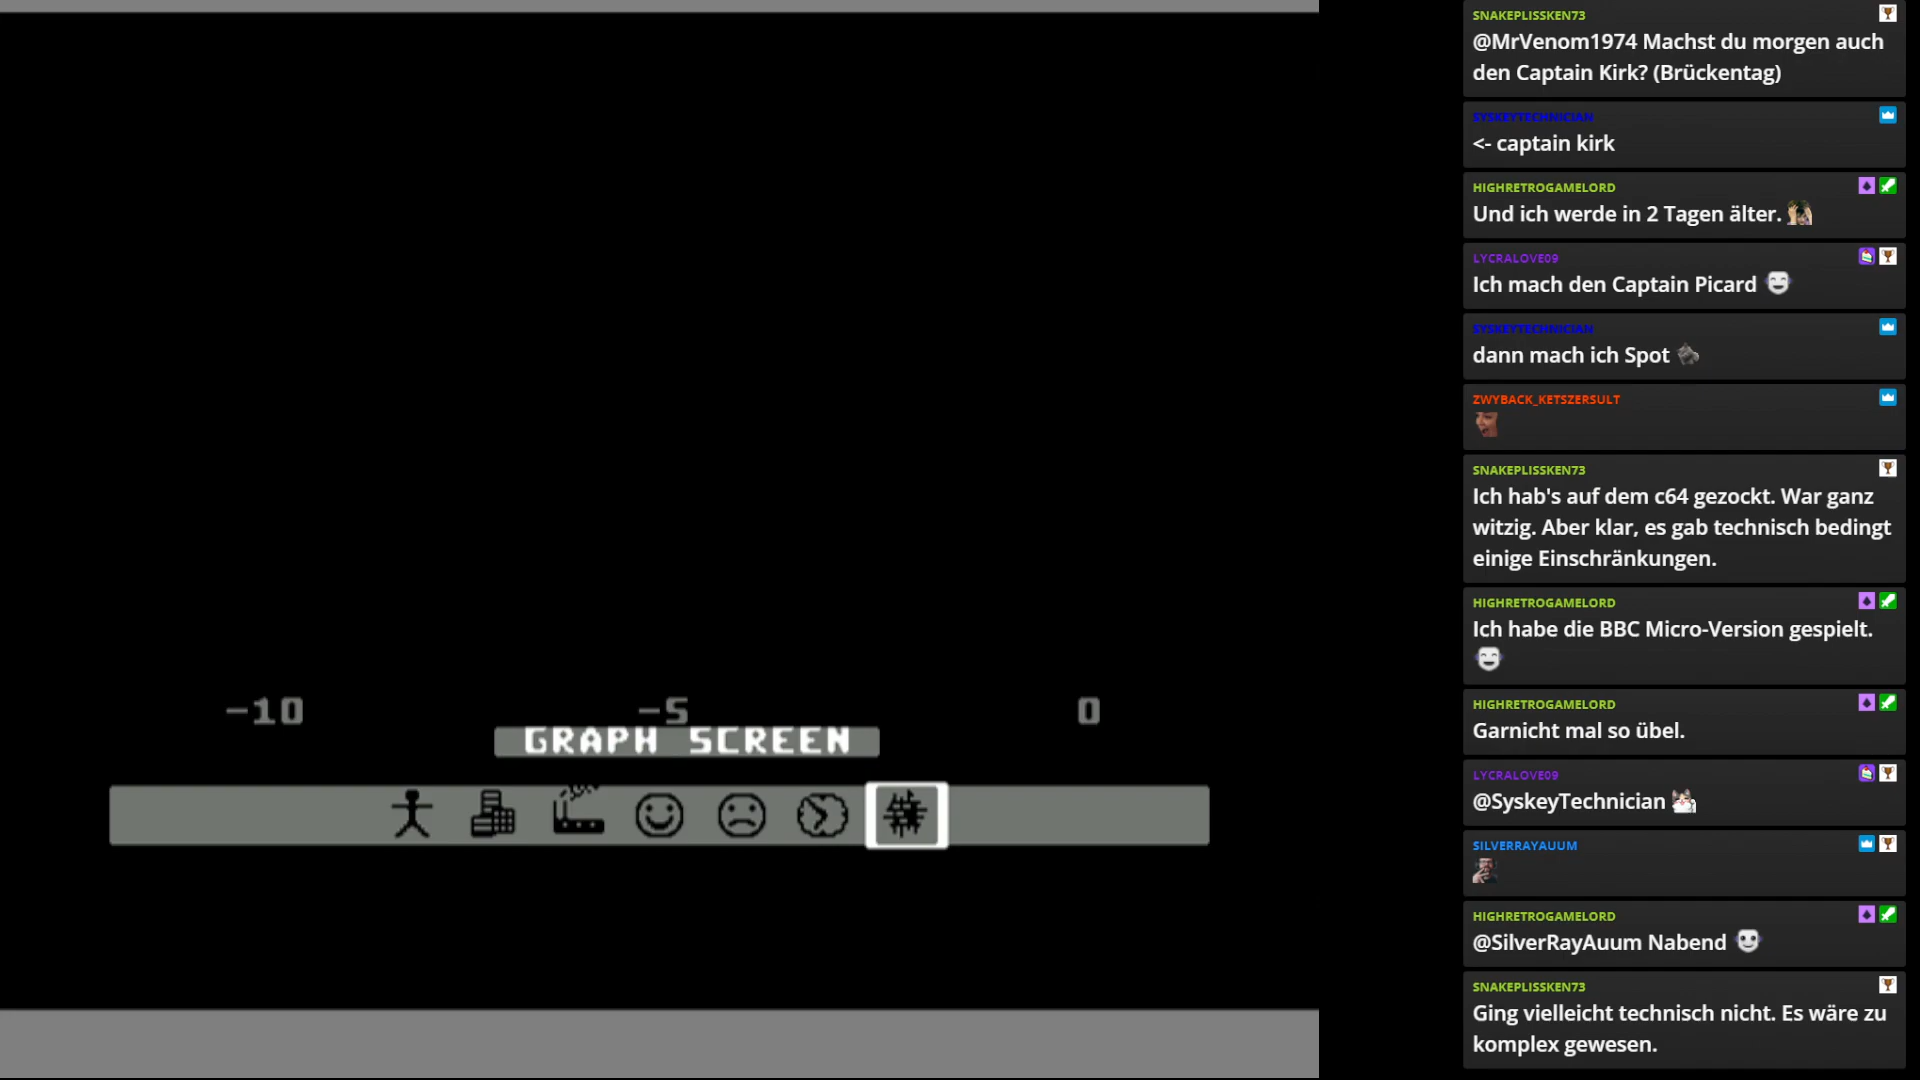 -10
-5
0
GRAPH SCREEN
SNAKEPLISSKEN73
@MrVenom1974 Machst du morgen auch
den Captain Kirk? (Brückentag)
SYSKEYTECHNICIAN
<- captain kirk
HIGHRETROGAMELORD
Und ich werde in 2 Tagen älter.
LYCRALOVE09
Ich mach den Captain Picard
SYSKEYTECHNICIAN
dann mach ich Spot
ZWYBACK_KETSZERSULT
SNAKEPLISSKEN73
Ich hab's auf dem c64 gezockt. War ganz
witzig. Aber klar, es gab technisch bedingt
einige Einschränkungen.
HIGHRETROGAMELORD
Ich habe die BBC Micro-Version gespielt.
HIGHRETROGAMELORD
Garnicht mal so übel.
LYCRALOVE09
@SyskeyTechnician
SILVERRAYAUUM
HIGHRETROGAMELORD
@SilverRayAuum Nabend
SNAKEPLISSKEN73
Ging vielleicht technisch nicht. Es wäre zu
komplex gewesen.